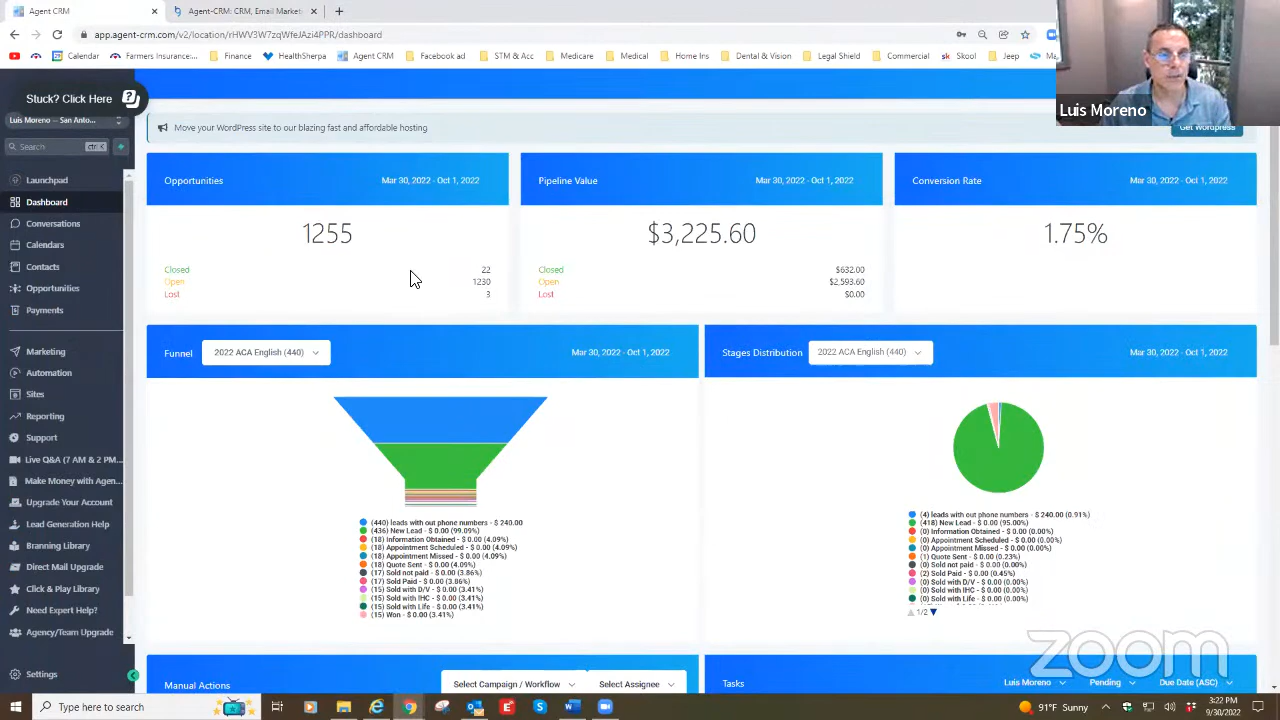 Agent CRM
Agent-CRM: CRM, Email Market
app.agent-crm.com/v2/location/rHWV3W7zqWfeJAzi4PPR/dashboard
Calendar
Farmers Insurance:...
Finance
HealthSherpa
Agent CRM
Facebook ad
STM & Acc
Medicare
Medical
Home Ins
Dental & Vision
Legal Shield
Commercial
sk Skool
Jeep
Luis Moreno
Stuck? Click Here
Luis Moreno -- San Anto...
Search
Ctrl K
Launchpad
Dashboard
Conversations
Calendars
Contacts
Opportunities
Payments
Marketing
Automation
Sites
Reporting
Support
Live Q&A (7 AM & 2 PM...
Make Money with Agen...
Upgrade Your Account
Lead Generation Help
Branding Library
Direct Mail Upgrade
Click & Play Library
Need Expert Help?
Agency/Team Upgrade
Settings
Move your WordPress site to our blazing fast and affordable hosting
Get Wordpress
Opportunities
Mar 30, 2022 - Oct 1, 2022
1255
Closed 22
Open 1230
Lost 3
Pipeline Value
Mar 30, 2022 - Oct 1, 2022
$3,225.60
Closed $632.00
Open $2,593.60
Lost $0.00
Conversion Rate
Mar 30, 2022 - Oct 1, 2022
1.75%
Funnel
2022 ACA English (440)
Mar 30, 2022 - Oct 1, 2022
(440) leads with out phone numbers - $ 240.00
(436) New Lead - $ 0.00 (99.09%)
(18) Information Obtained - $ 0.00 (4.09%)
(18) Appointment Scheduled - $ 0.00 (4.09%)
(18) Appointment Missed - $ 0.00 (4.09%)
(18) Quote Sent - $ 0.00 (4.09%)
(17) Sold not paid - $ 0.00 (3.86%)
(17) Sold Paid - $ 0.00 (3.86%)
(15) Sold with D/V - $ 0.00 (3.41%)
(15) Sold with IHC - $ 0.00 (3.41%)
(15) Sold with Life - $ 0.00 (3.41%)
(15) Won - $ 0.00 (3.41%)
Stages Distribution
2022 ACA English (440)
Mar 30, 2022 - Oct 1, 2022
(4) leads with out phone numbers - $ 240.00 (0.91%)
(418) New Lead - $ 0.00 (95.00%)
(0) Information Obtained - $ 0.00 (0.00%)
(0) Appointment Scheduled - $ 0.00 (0.00%)
(0) Appointment Missed - $ 0.00 (0.00%)
(1) Quote Sent - $ 0.00 (0.23%)
(0) Sold not paid - $ 0.00 (0.00%)
(2) Sold Paid - $ 0.00 (0.45%)
(0) Sold with D/V - $ 0.00 (0.00%)
(0) Sold with IHC - $ 0.00 (0.00%)
(0) Sold with Life - $ 0.00 (0.00%)
1/2
Manual Actions
Select Campaign / Workflow
Select Assignee
Tasks
Luis Moreno
Pending
Due Date (ASC)
zoom
Type here to search
91°F Sunny
3:22 PM
9/30/2022